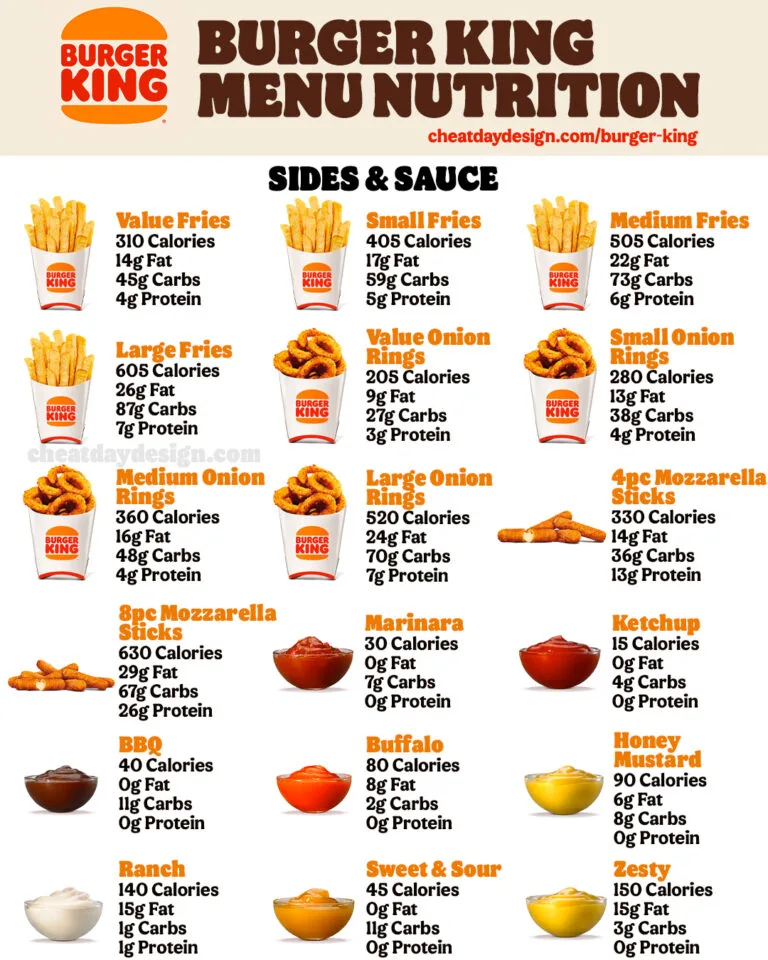 BURGER
KING
BURGER KING
MENU NUTRITION
cheatdaydesign.com/burger-king
SIDES & SAUCE
BURGER
KING
Value Fries
310 Calories
14g Fat
45g Carbs
4g Protein
BURGER
KING
Small Fries
405 Calories
17g Fat
59g Carbs
5g Protein
BURGER
KING
Medium Fries
505 Calories
22g Fat
73g Carbs
6g Protein
BURGER
KING
Large Fries
605 Calories
26g Fat
87g Carbs
7g Protein
BURGER
KING
Value Onion
Rings
205 Calories
9g Fat
27g Carbs
3g Protein
BURGER
KING
Small Onion
Rings
280 Calories
13g Fat
38g Carbs
4g Protein
cheatdaydesign.com
BURGER
KING
Medium Onion
Rings
360 Calories
16g Fat
48g Carbs
4g Protein
BURGER
KING
Large Onion
Rings
520 Calories
24g Fat
70g Carbs
7g Protein
4pc Mozzarella
Sticks
330 Calories
14g Fat
36g Carbs
13g Protein
8pc Mozzarella
Sticks
630 Calories
29g Fat
67g Carbs
26g Protein
Marinara
30 Calories
0g Fat
7g Carbs
0g Protein
Ketchup
15 Calories
0g Fat
4g Carbs
0g Protein
BBQ
40 Calories
0g Fat
11g Carbs
0g Protein
Buffalo
80 Calories
8g Fat
2g Carbs
0g Protein
Honey
Mustard
90 Calories
6g Fat
8g Carbs
0g Protein
Ranch
140 Calories
15g Fat
1g Carbs
1g Protein
Sweet & Sour
45 Calories
0g Fat
11g Carbs
0g Protein
Zesty
150 Calories
15g Fat
3g Carbs
0g Protein